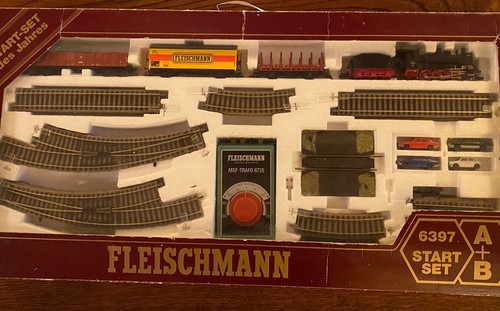 START-SET
des Jahres
FLEISCHMANN
FLEISCHMANN
MSF-TRAFO 6735
FLEISCHMANN
6397
START
SET
A
+
B